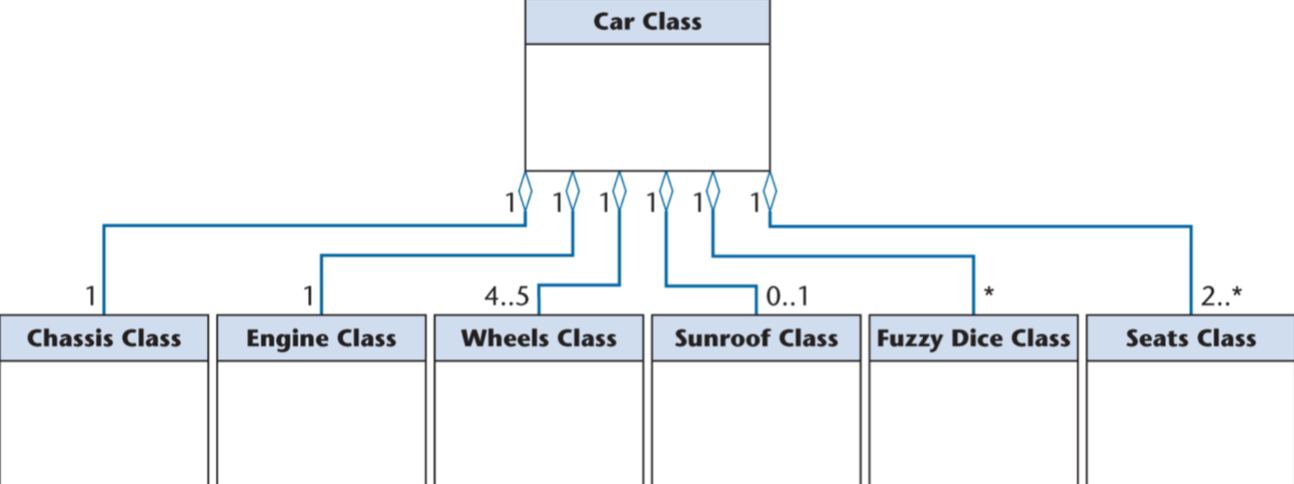 Car Class
1 1 1 1 1 1
1 1 4..5 0..1 * 2..*
Chassis Class Engine Class Wheels Class Sunroof Class Fuzzy Dice Class Seats Class